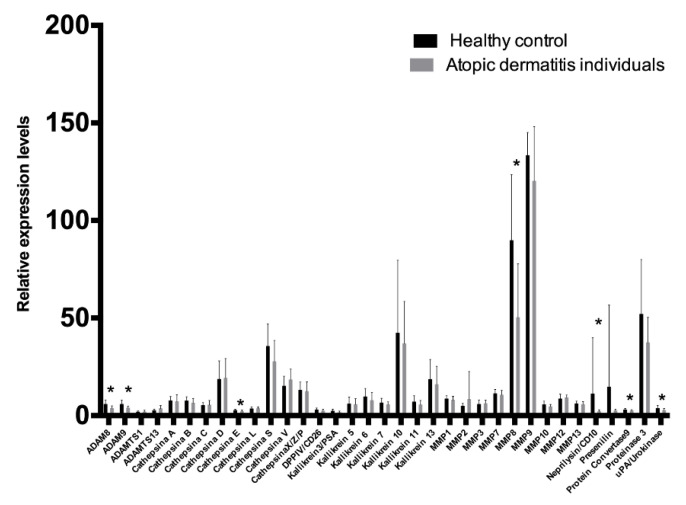 200
150
100
50
0
Relative expression levels
Healthy control
Atopic dermatitis individuals
*
*
*
*
*
*
*
ADAM8
ADAM9
ADAMTS1
ADAMTS13
Cathepsina A
Cathepsina B
Cathepsina C
Cathepsina D
Cathepsina E
Cathepsina L
Cathepsina S
Cathepsina V
CathepsinaX/Z/P
DPPIV/CD26
Kallikrein3/PSA
Kallikrein 5
Kallikrein 6
Kallikrein 7
Kallikrein 10
Kallikrein 11
Kallikrein 13
MMP1
MMP2
MMP3
MMP7
MMP8
MMP9
MMP10
MMP12
MMP13
Neprilysin/CD10
Presenilin
Protein Convertase9
Proteinase 3
uPA/Urokinase